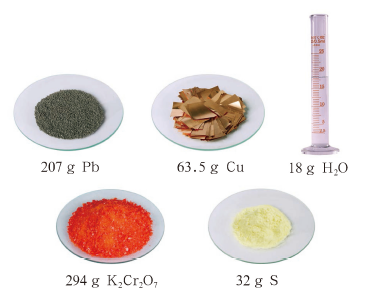 207 g Pb
63.5 g Cu
18 g H₂O
294 g K₂Cr₂O₇
32 g S